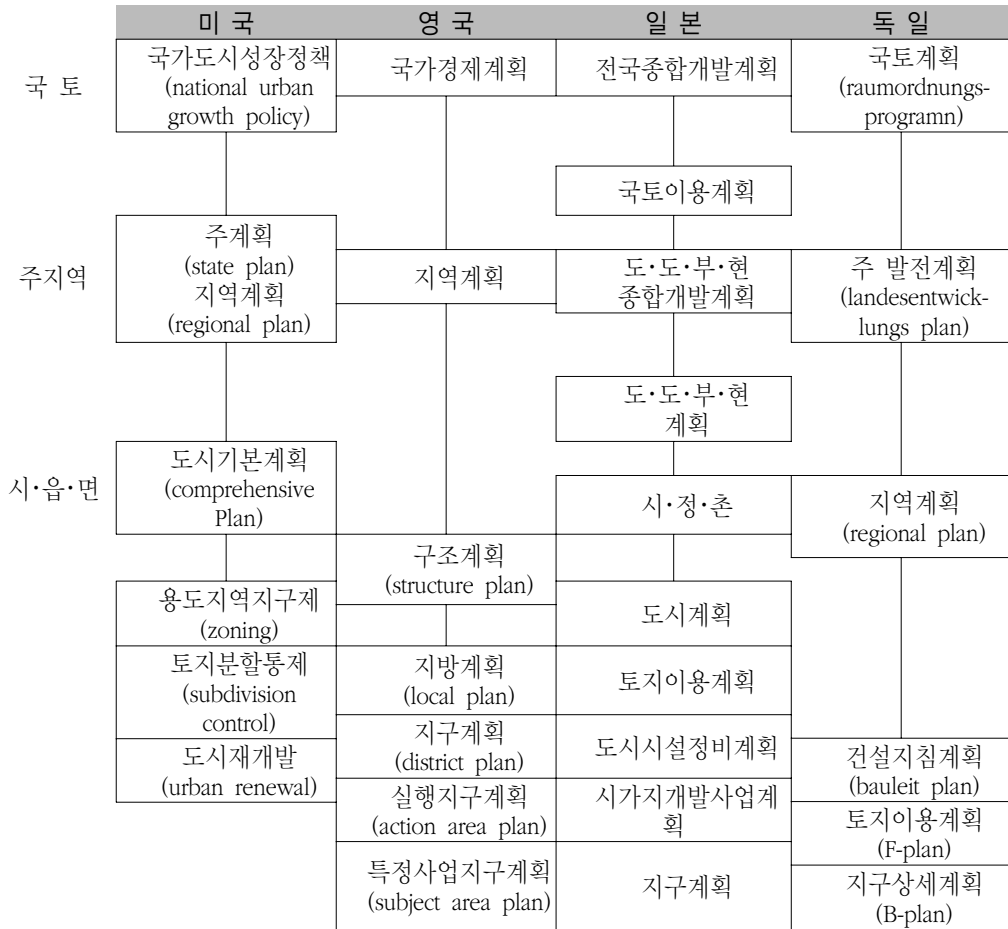 미 국 영 국 일 본 독 일
국 토
국가도시성장정책
(national urban
growth policy)
국가경제계획
전국종합개발계획
국토계획
(raumordnungs-
programn)
국토이용계획
주지역
주계획
(state plan)
지역계획
(regional plan)
지역계획
도·도·부·현
종합개발계획
주 발전계획
(landesentwick-
lungs plan)
도·도·부·현
계획
시·읍·면
도시기본계획
(comprehensive
Plan)
시·정·촌
지역계획
(regional plan)
구조계획
(structure plan)
용도지역지구제
(zoning)
도시계획
토지분할통제
(subdivision
control)
지방계획
(local plan)
토지이용계획
도시재개발
(urban renewal)
지구계획
(district plan)
도시시설정비계획
건설지침계획
(bauleit plan)
실행지구계획
(action area plan)
시가지개발사업계
획
토지이용계획
(F-plan)
특정사업지구계획
(subject area plan)
지구계획
지구상세계획
(B-plan)